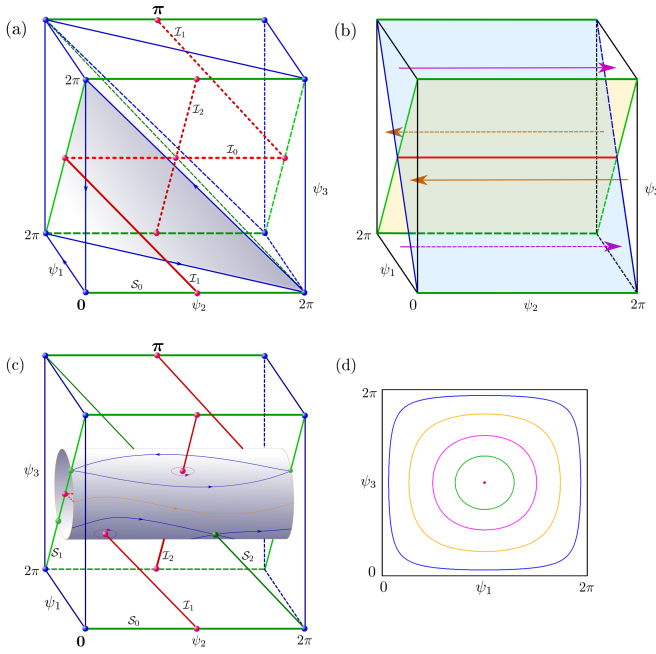 (a)
π
ℐ₁
2π
ℐ₂
ℐ₀
ψ₃
2π
ψ₁
𝒮₀
ℐ₁
0
ψ₂
2π
(b)
ψ₃
2π
ψ₁
0
ψ₂
2π
(c)
π
ψ₃
𝒮₁
ℐ₂
𝒮₂
2π
ψ₁
ℐ₁
𝒮₀
0
ψ₂
2π
(d)
2π
ψ₃
0
0
ψ₁
2π